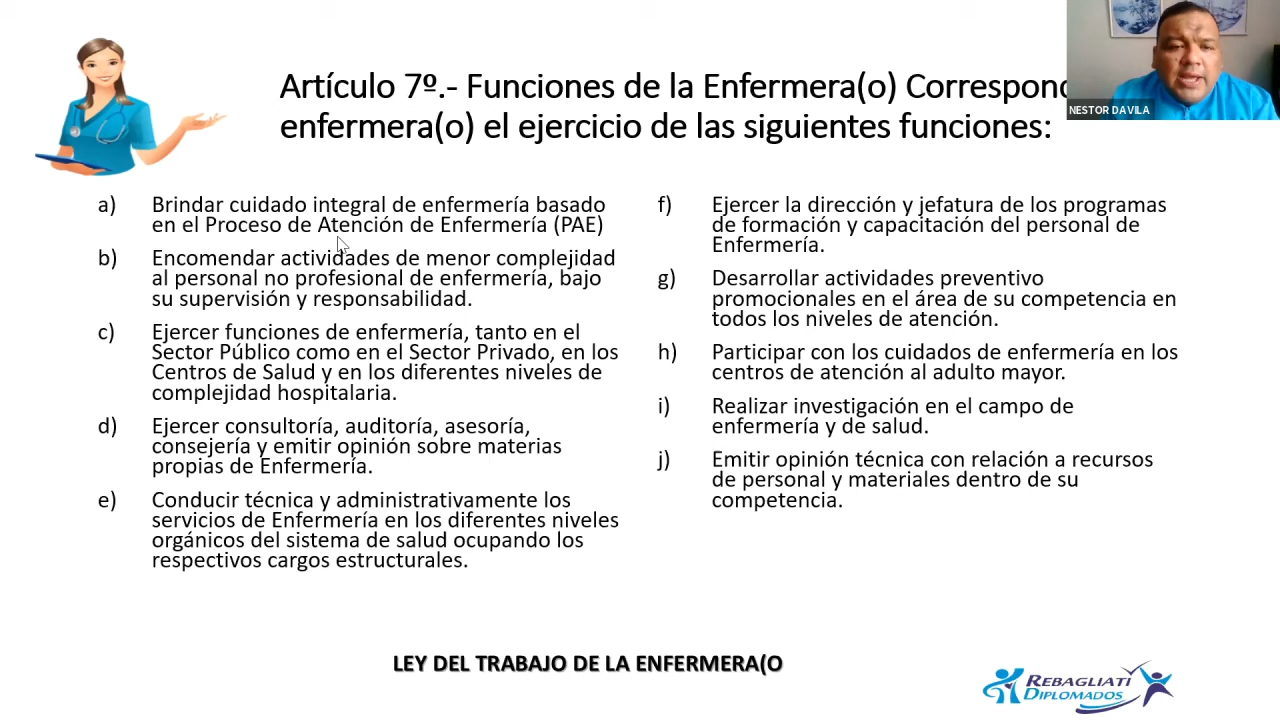 Artículo 7º.- Funciones de la Enfermera(o)
enfermera(o) el ejercicio de las siguientes funciones:
NESTOR DAVILA
a) Brindar cuidado integral de enfermería basado
en el Proceso de Atención de Enfermería (PAE)
b) Encomendar actividades de menor complejidad
al personal no profesional de enfermería, bajo
su supervisión y responsabilidad.
c) Ejercer funciones de enfermería, tanto en el
Sector Público como en el Sector Privado, en los
Centros de Salud y en los diferentes niveles de
complejidad hospitalaria.
d) Ejercer consultoría, auditoría, asesoría,
consejería y emitir opinión sobre materias
propias de Enfermería.
e) Conducir técnica y administrativamente los
servicios de Enfermería en los diferentes niveles
orgánicos del sistema de salud ocupando los
respectivos cargos estructurales.
f) Ejercer la dirección y jefatura de los programas
de formación y capacitación del personal de
Enfermería.
g) Desarrollar actividades preventivo
promocionales en el área de su competencia en
todos los niveles de atención.
h) Participar con los cuidados de enfermería en los
centros de atención al adulto mayor.
i) Realizar investigación en el campo de
enfermería y de salud.
j) Emitir opinión técnica con relación a recursos
de personal y materiales dentro de su
competencia.
LEY DEL TRABAJO DE LA ENFERMERA(O
REBAGLIATI
DIPLOMADOS